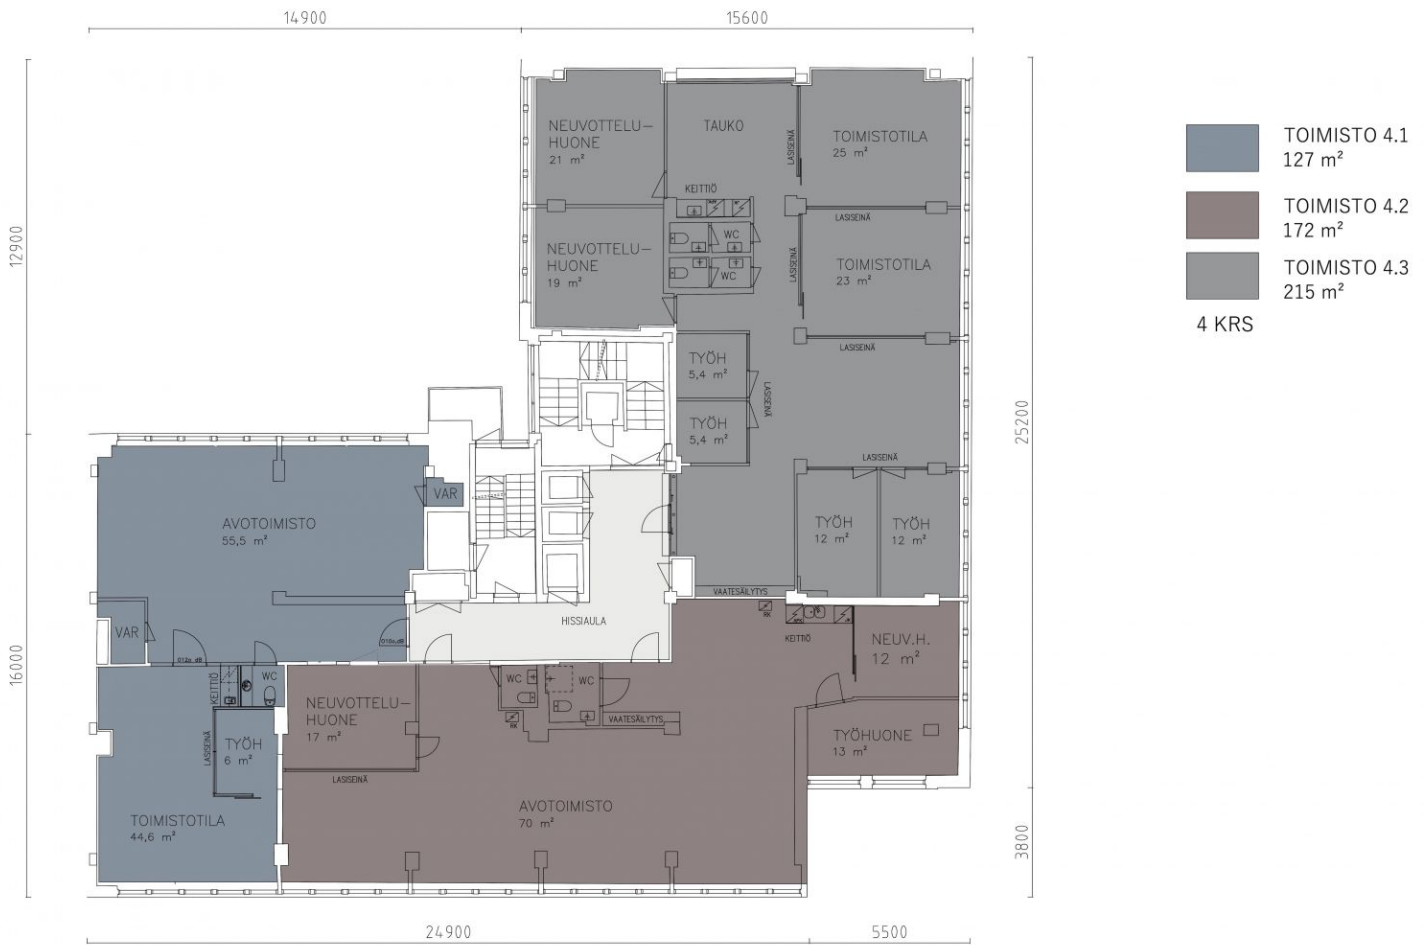 14900
15600
12900
16000
25200
3800
24900
5500
TOIMISTO 4.1
127 m²
TOIMISTO 4.2
172 m²
TOIMISTO 4.3
215 m²
4 KRS
NEUVOTTELU-
HUONE
21 m²
TAUKO
LASISEINÄ
TOIMISTOTILA
25 m²
KEITTIÖ
LASISEINÄ
WC
WC
NEUVOTTELU-
HUONE
19 m²
LASISEINÄ
TOIMISTOTILA
23 m²
LASISEINÄ
TYÖH
5,4 m²
LASISEINÄ
TYÖH
5,4 m²
LASISEINÄ
TYÖH
12 m²
TYÖH
12 m²
VAATESÄILYTYS
AVOTOIMISTO
55,5 m²
VAR
VAR
HISSIAULA
RK
KEITTIÖ
NEUV.H.
12 m²
TYÖHUONE
13 m²
KEITTIÖ
WC
LASISEINÄ
TYÖH
6 m²
TOIMISTOTILA
44,6 m²
NEUVOTTELU-
HUONE
17 m²
LASISEINÄ
WC
WC
RK
VAATESÄILYTYS
AVOTOIMISTO
70 m²